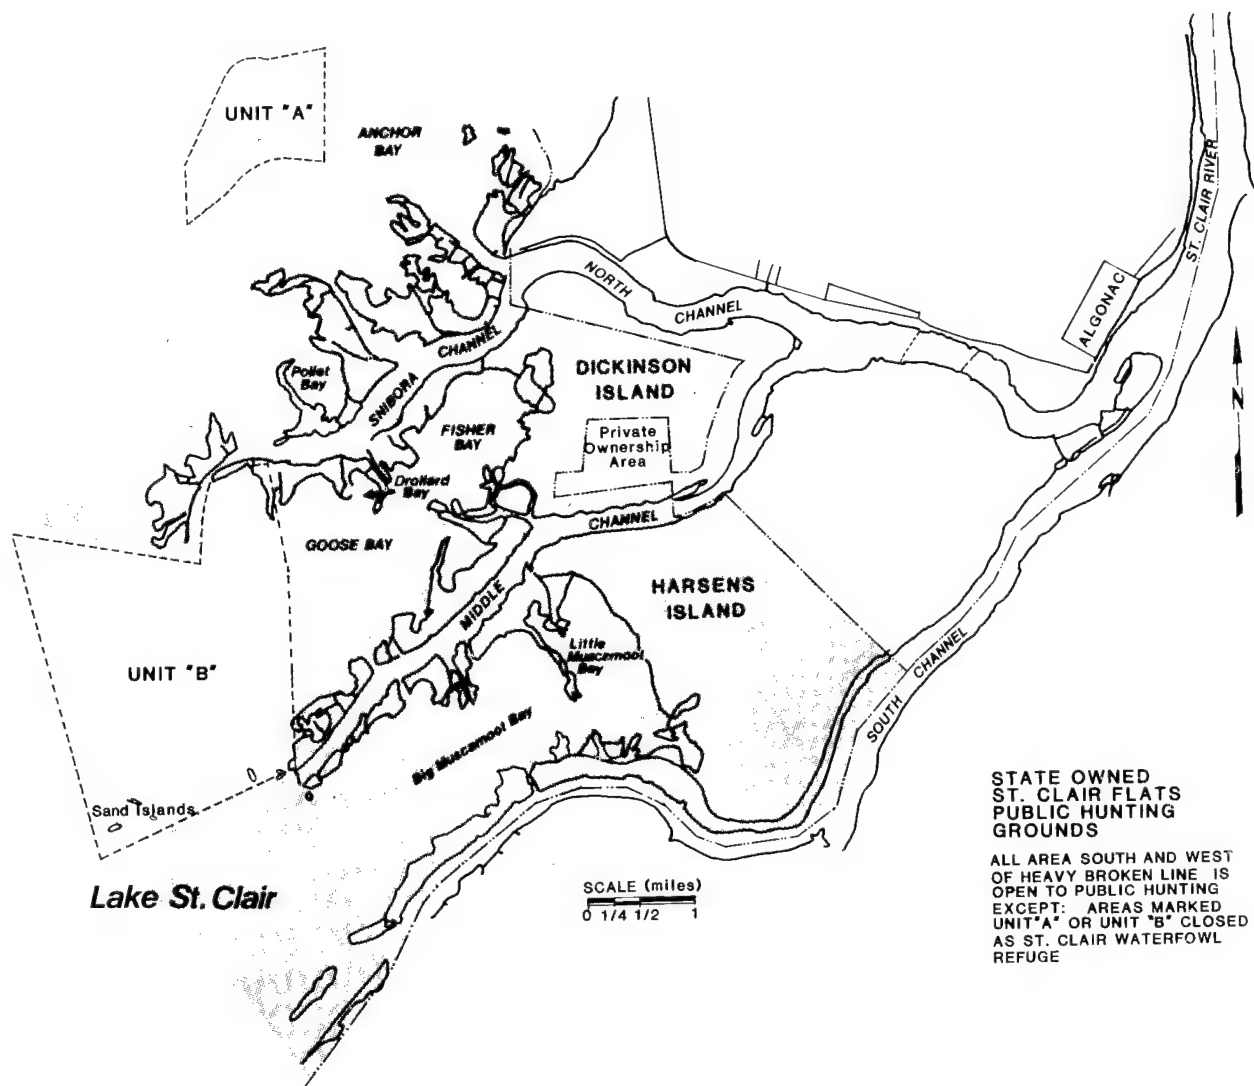 UNIT "A"
ANCHOR
BAY
ST. CLAIR RIVER
NORTH
CHANNEL
ALGONAC
CHANNEL
SHIBORA
Pollet
Bay
DICKINSON
ISLAND
FISHER
BAY
Private
Ownership
Area
Drollard
Bay
CHANNEL
GOOSE BAY
MIDDLE
HARSENS
ISLAND
N
Little
Muscamoot
Bay
UNIT "B"
SOUTH CHANNEL
Big Muscamoot Bay
Sand Islands
Lake St. Clair
SCALE (miles)
0 1/4 1/2 1
STATE OWNED
ST. CLAIR FLATS
PUBLIC HUNTING
GROUNDS
ALL AREA SOUTH AND WEST
OF HEAVY BROKEN LINE IS
OPEN TO PUBLIC HUNTING
EXCEPT: AREAS MARKED
UNIT"A" OR UNIT "B" CLOSED
AS ST. CLAIR WATERFOWL
REFUGE